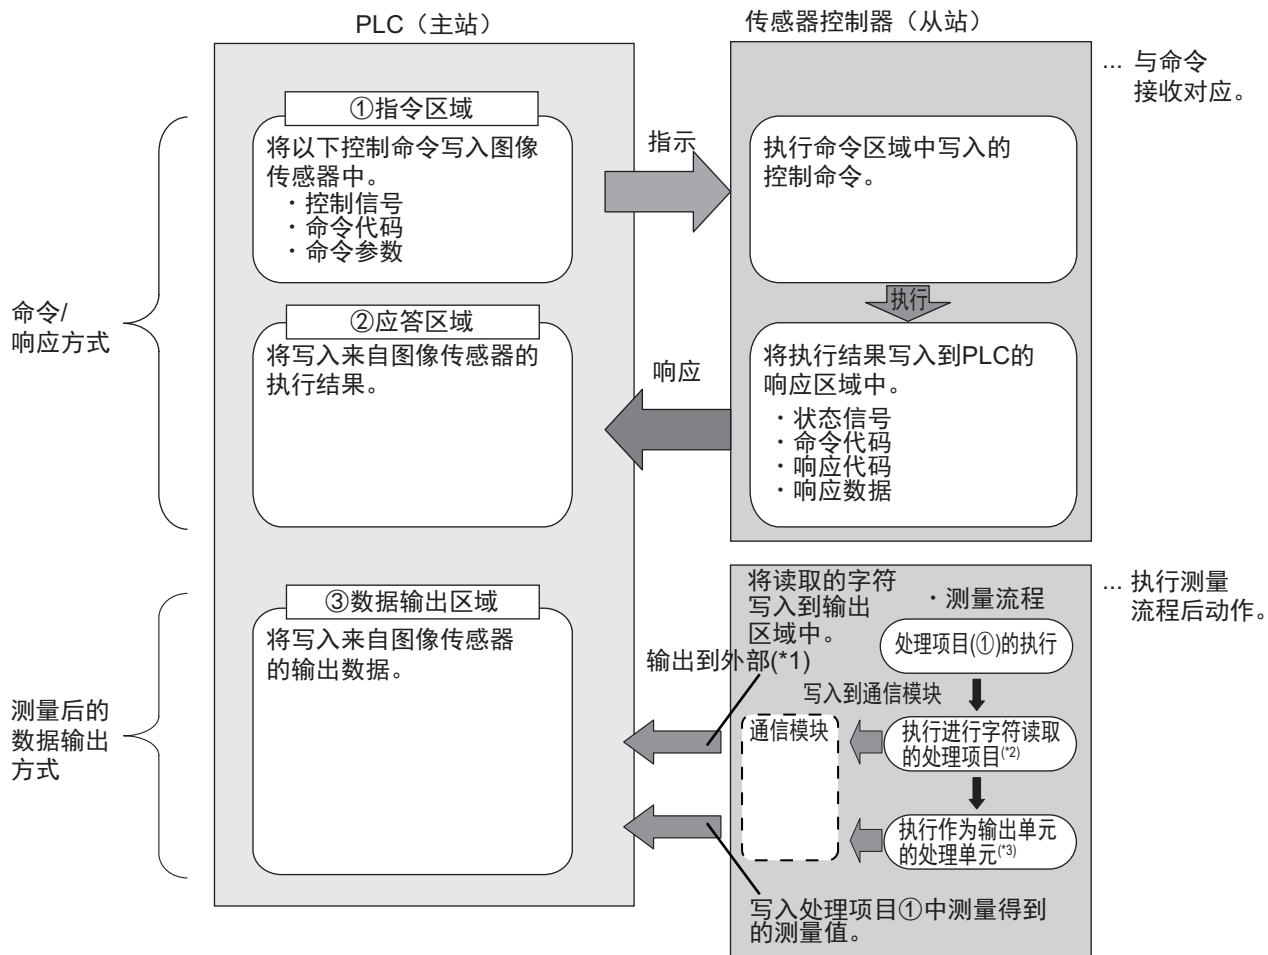 PLC（主站）
传感器控制器（从站）
... 与命令
接收对应。
①指令区域
将以下控制命令写入图像
传感器中。
・控制信号
・命令代码
・命令参数
指示
执行命令区域中写入的
控制命令。
执行
命令/
响应方式
②应答区域
将写入来自图像传感器的
执行结果。
响应
将执行结果写入到PLC的
响应区域中。
・状态信号
・命令代码
・响应代码
・响应数据
测量后的
数据输出
方式
③数据输出区域
将写入来自图像传感器
的输出数据。
将读取的字符
写入到输出
区域中。
输出到外部(*1)
・测量流程
处理项目(①)的执行
写入到通信模块
通信模块
执行进行字符读取
的处理项目(*2)
执行作为输出单元
的处理单元(*3)
写入处理项目①中测量得到
的测量值。
... 执行测量
流程后动作。